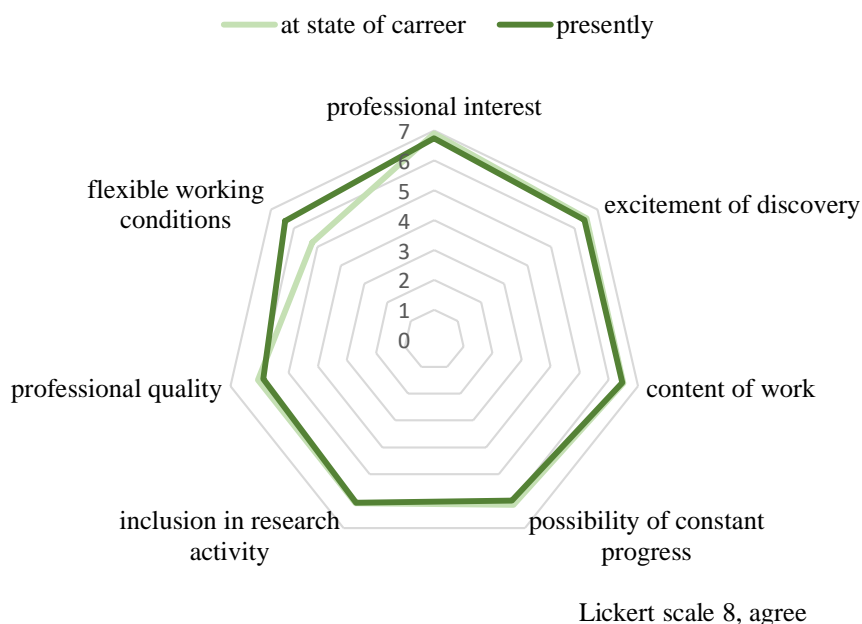 at state of carreer presently
professional interest
7
6
5
4
3
2
1
0
flexible working
conditions
excitement of discovery
professional quality
content of work
inclusion in research
activity
possibility of constant
progress
Lickert scale 8, agree